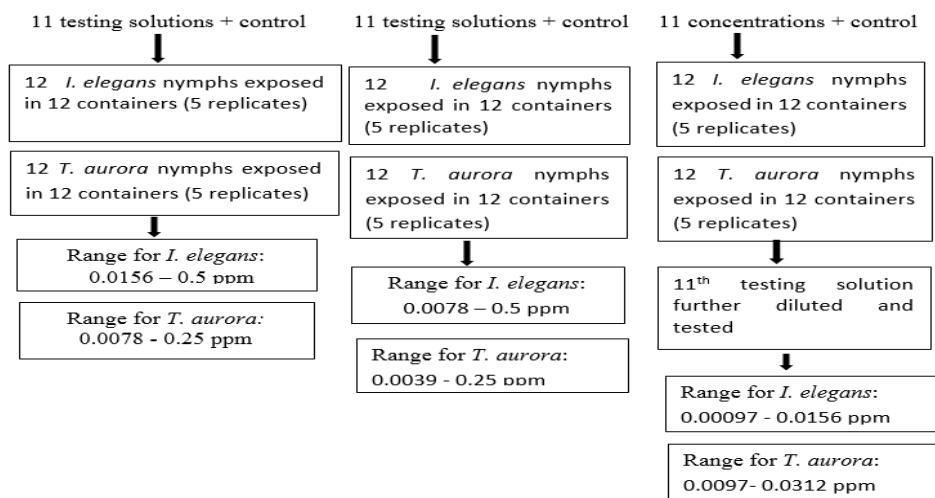 11 testing solutions + control
12 I. elegans nymphs exposed
in 12 containers (5 replicates)
12 T. aurora nymphs exposed
in 12 containers (5 replicates)
Range for I. elegans:
0.0156 – 0.5 ppm
Range for T. aurora:
0.0078 - 0.25 ppm
11 testing solutions + control
12 I. elegans nymphs
exposed in 12 containers
(5 replicates)
12 T. aurora nymphs
exposed in 12 containers
(5 replicates)
Range for I. elegans:
0.0078 – 0.5 ppm
Range for T. aurora:
0.0039 - 0.25 ppm
11 concentrations + control
12 I. elegans nymphs
exposed in 12 containers
(5 replicates)
12 T. aurora nymphs
exposed in 12 containers
(5 replicates)
11th testing solution
further diluted and
tested
Range for I. elegans:
0.00097 - 0.0156 ppm
Range for T. aurora:
0.0097- 0.0312 ppm